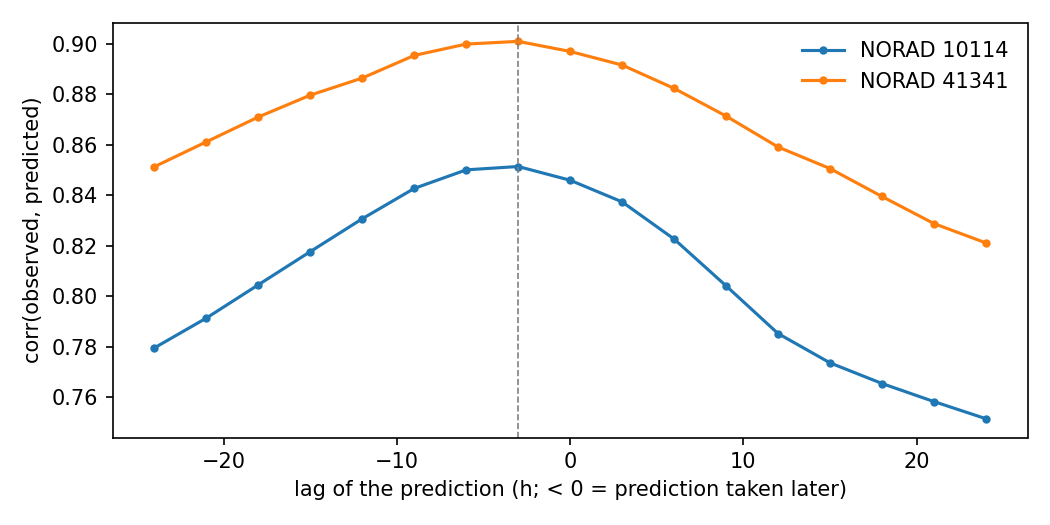 0.90
0.88
0.86
0.84
0.82
0.80
0.78
0.76
corr(observed, predicted)
NORAD 10114
NORAD 41341
−20 −10 0 10 20
lag of the prediction (h; < 0 = prediction taken later)